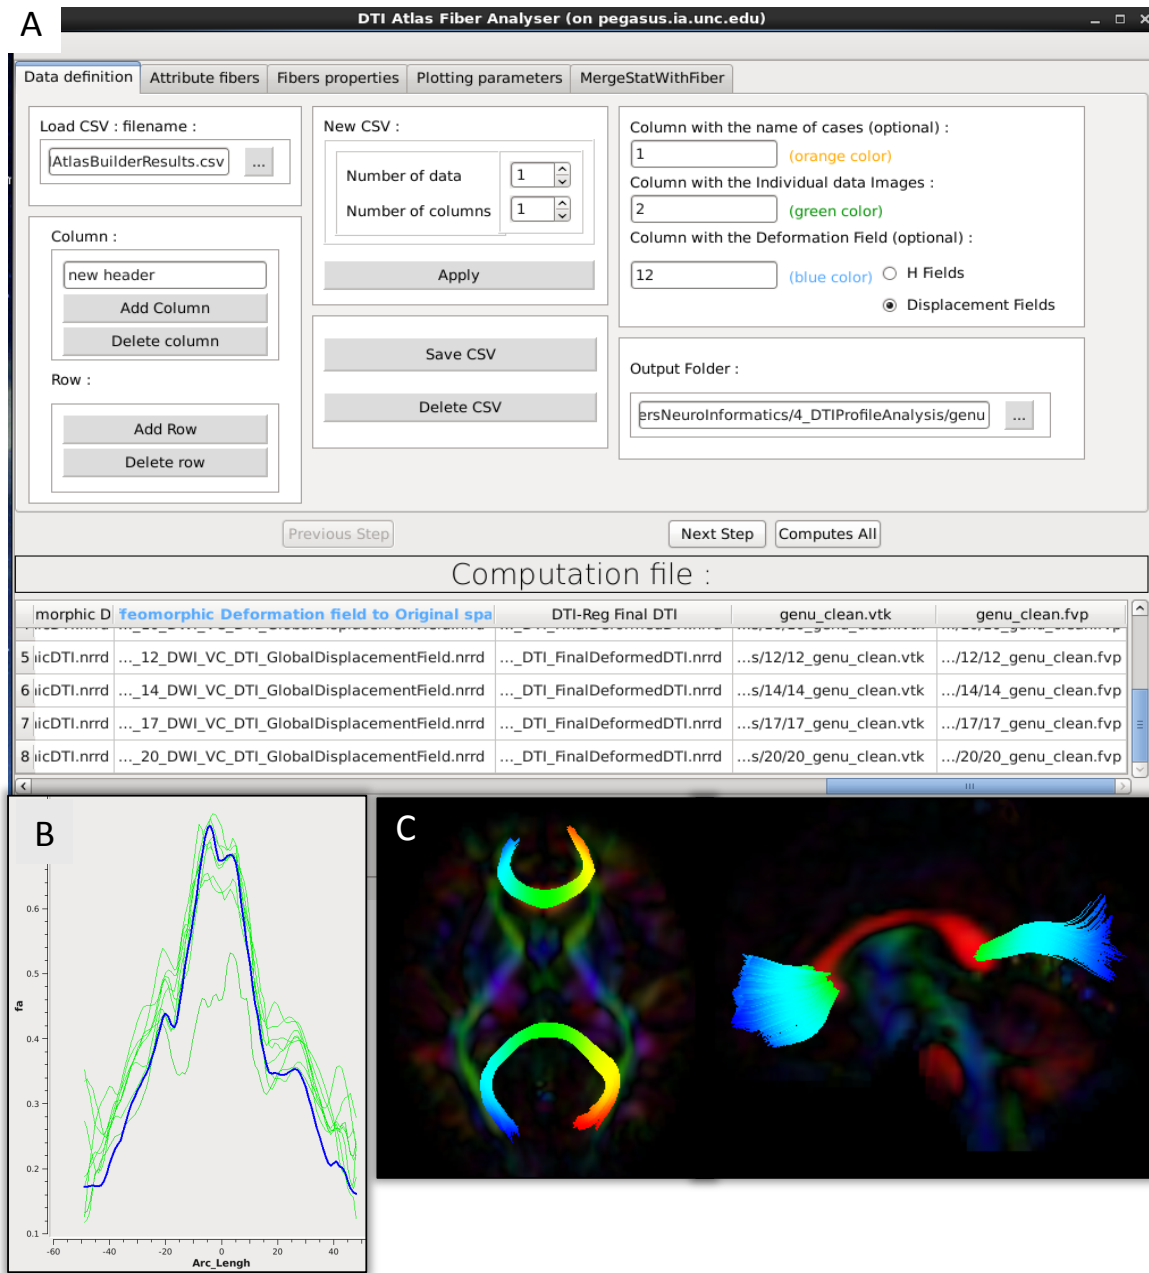 A
DTI Atlas Fiber Analyser (on pegasus.ia.unc.edu)
Data definition Attribute fibers Fibers properties Plotting parameters MergeStatWithFiber
Load CSV : filename :
AtlasBuilderResults.csv ...
Column :
new header
Add Column
Delete column
Row :
Add Row
Delete row
New CSV :
Number of data 1
Number of columns 1
Apply
Save CSV
Delete CSV
Column with the name of cases (optional) :
1 (orange color)
Column with the Individual data Images :
2 (green color)
Column with the Deformation Field (optional) :
12 (blue color) H Fields
Displacement Fields
Output Folder :
ersNeuroInformatics/4_DTIProfileAnalysis/genu ...
Previous Step Next Step Computes All
Computation file :
morphic D feomorphic Deformation field to Original spa DTI-Reg Final DTI genu_clean.vtk genu_clean.fvp
5 icDTI.nrrd ..._12_DWI_VC_DTI_GlobalDisplacementField.nrrd ..._DTI_FinalDeformedDTI.nrrd ...s/12/12_genu_clean.vtk .../12/12_genu_clean.fvp
6 icDTI.nrrd ..._14_DWI_VC_DTI_GlobalDisplacementField.nrrd ..._DTI_FinalDeformedDTI.nrrd ...s/14/14_genu_clean.vtk .../14/14_genu_clean.fvp
7 icDTI.nrrd ..._17_DWI_VC_DTI_GlobalDisplacementField.nrrd ..._DTI_FinalDeformedDTI.nrrd ...s/17/17_genu_clean.vtk .../17/17_genu_clean.fvp
8 icDTI.nrrd ..._20_DWI_VC_DTI_GlobalDisplacementField.nrrd ..._DTI_FinalDeformedDTI.nrrd ...s/20/20_genu_clean.vtk .../20/20_genu_clean.fvp
B
0.6
0.5
fa
0.4
0.3
0.2
0.1
-60 -40 -20 0 20 40
Arc_Lengh
C